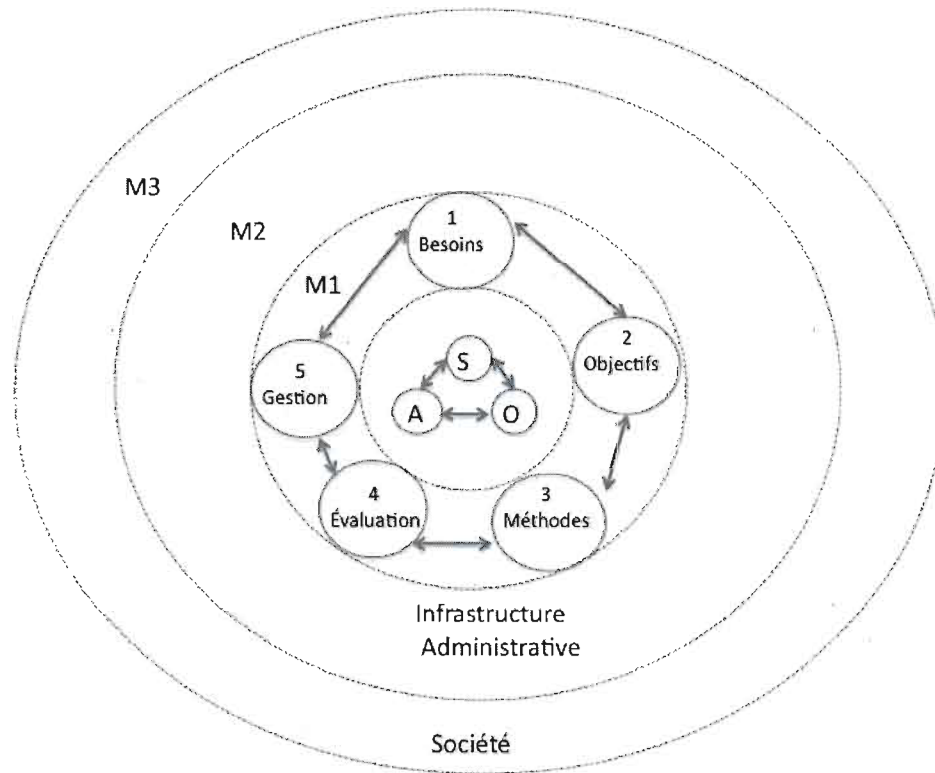 M3
M2
M1
1
Besoins
2
Objectifs
5
Gestion
S
A
O
4
Évaluation
3
Méthodes
Infrastructure
Administrative
Société